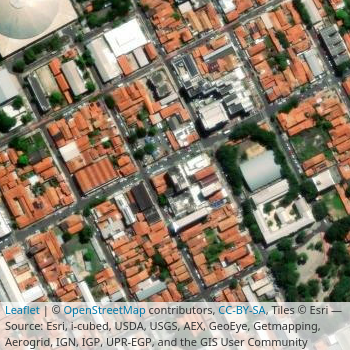 Leaflet | © OpenStreetMap contributors, CC-BY-SA, Tiles © Esri —
Source: Esri, i-cubed, USDA, USGS, AEX, GeoEye, Getmapping,
Aerogrid, IGN, IGP, UPR-EGP, and the GIS User Community